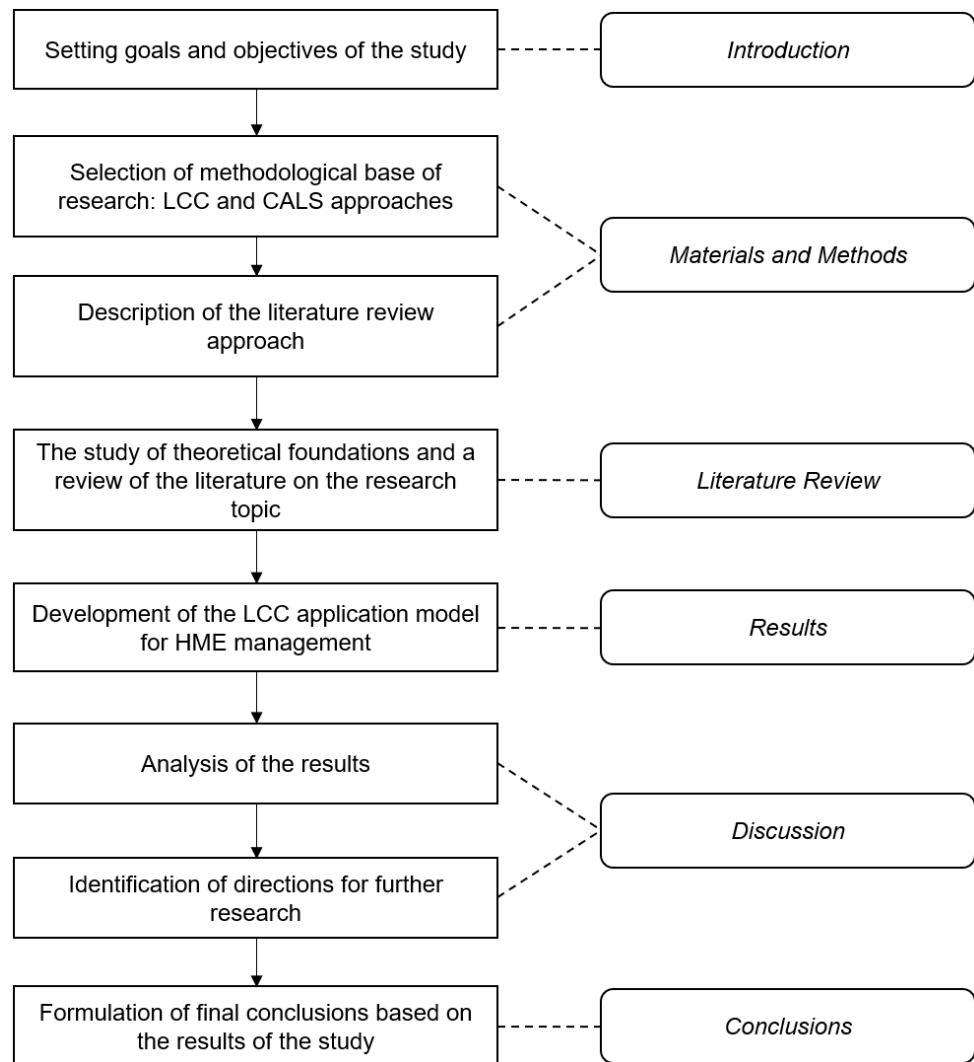 Setting goals and objectives of the study
Introduction
Selection of methodological base of
research: LCC and CALS approaches
Materials and Methods
Description of the literature review
approach
The study of theoretical foundations and a
review of the literature on the research
topic
Literature Review
Development of the LCC application model
for HME management
Results
Analysis of the results
Discussion
Identification of directions for further
research
Formulation of final conclusions based on
the results of the study
Conclusions